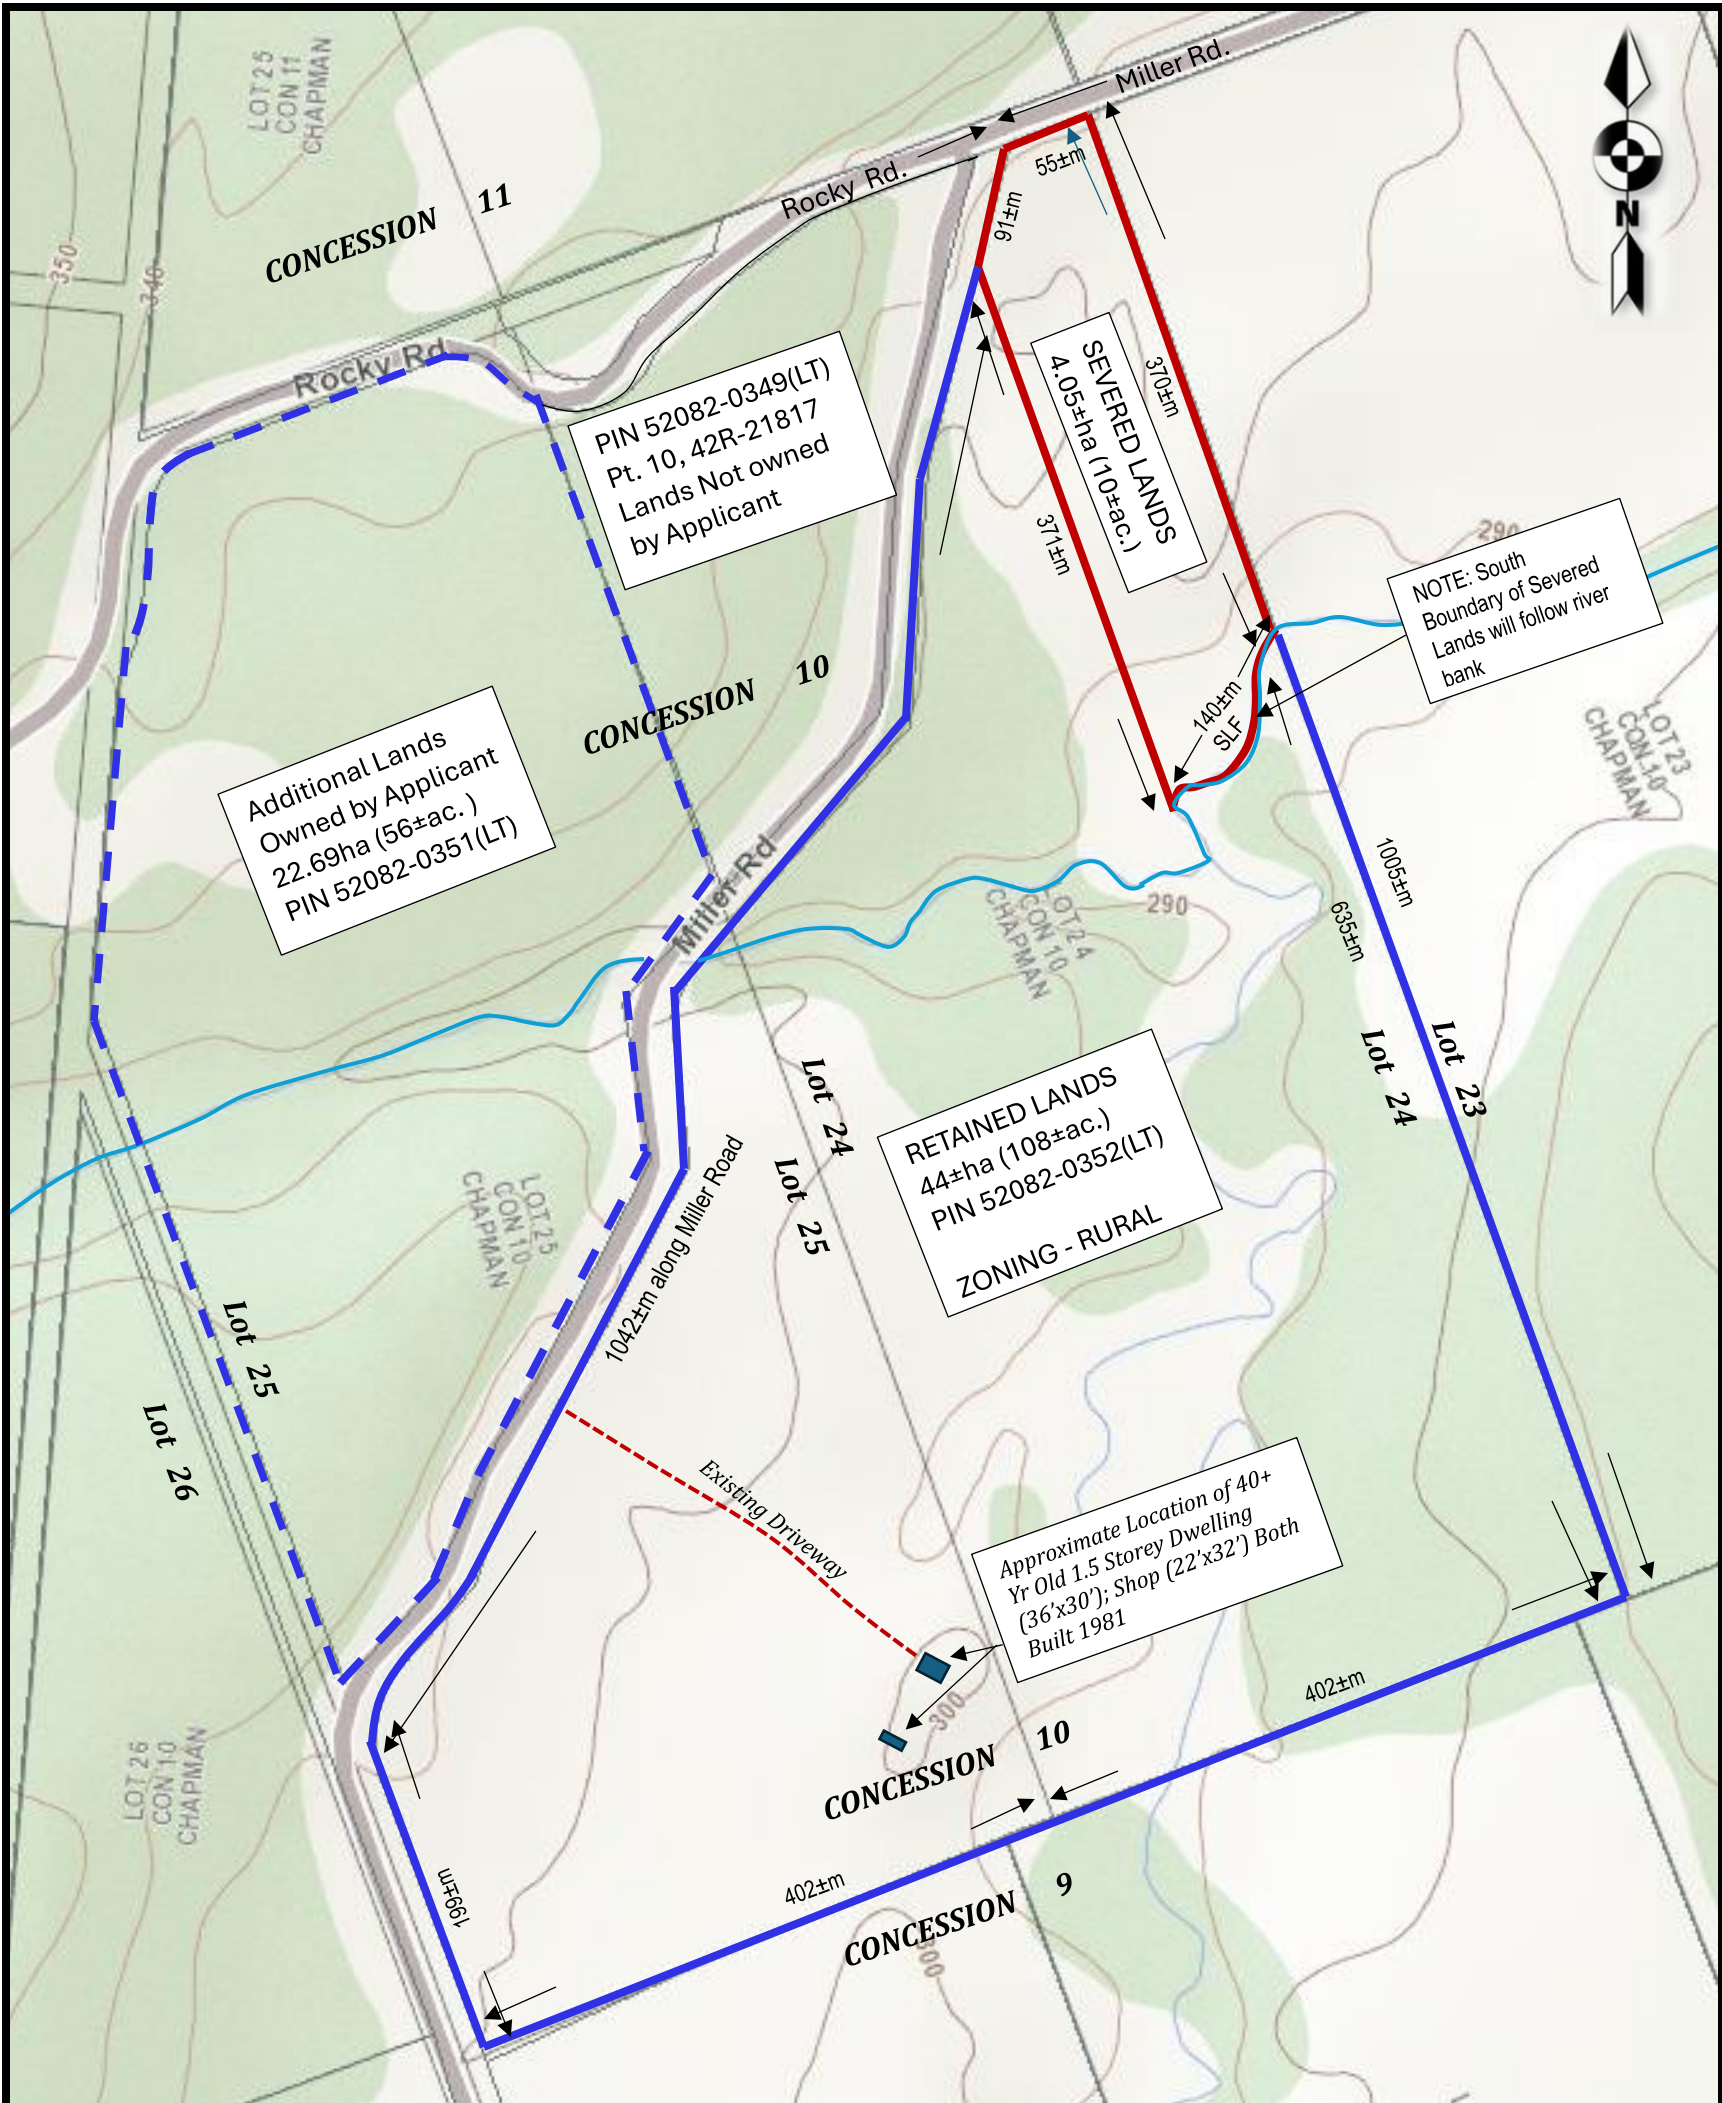 Miller Rd.
LOT 25
CON 11
CHAPMAN
N
CONCESSION 11
Rocky Rd.
55±m
91±m
350
340
Rocky Rd
PIN 52082-0349(LT)
Pt. 10, 42R-21817
Lands Not owned
by Applicant
SEVERED LANDS
4.05±ha (10±ac.)
370±m
371±m
290
NOTE: South
Boundary of Severed
Lands will follow river
bank
CONCESSION 10
140±m
SLF
LOT 23
CON 10
CHAPMAN
Additional Lands
Owned by Applicant
22.69ha (56±ac. )
PIN 52082-0351(LT)
Miller Rd
1005±m
635±m
290
LOT 24
CON 10
CHAPMAN
Lot 23
Lot 24
Lot 24
Lot 25
RETAINED LANDS
44±ha (108±ac.)
PIN 52082-0352(LT)
ZONING - RURAL
LOT 25
CON 10
CHAPMAN
1042±m along Miller Road
Lot 25
Lot 26
Existing Driveway
Approximate Location of 40+
Yr Old 1.5 Storey Dwelling
(36’x30’); Shop (22’x32’) Both
Built 1981
300
402±m
CONCESSION 10
LOT 26
CON 10
CHAPMAN
199±m
402±m
CONCESSION 9
300